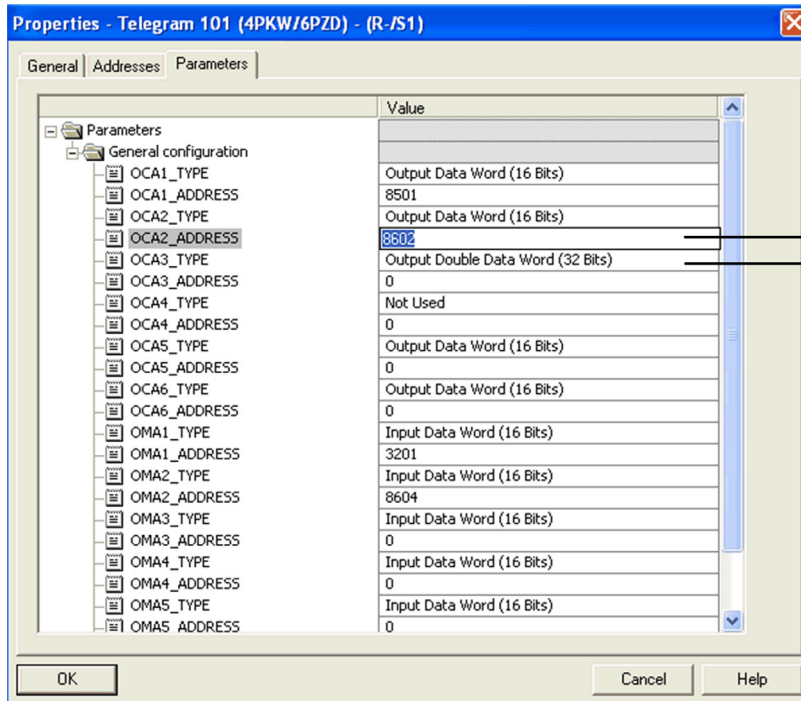 Properties - Telegram 101 (4PKW/6PZD) - (R-/S1)
General Addresses Parameters
Value
Parameters
General configuration
OCA1_TYPE Output Data Word (16 Bits)
OCA1_ADDRESS 8501
OCA2_TYPE Output Data Word (16 Bits)
OCA2_ADDRESS 8602
OCA3_TYPE Output Double Data Word (32 Bits)
OCA3_ADDRESS 0
OCA4_TYPE Not Used
OCA4_ADDRESS 0
OCA5_TYPE Output Data Word (16 Bits)
OCA5_ADDRESS 0
OCA6_TYPE Output Data Word (16 Bits)
OCA6_ADDRESS 0
OMA1_TYPE Input Data Word (16 Bits)
OMA1_ADDRESS 3201
OMA2_TYPE Input Data Word (16 Bits)
OMA2_ADDRESS 8604
OMA3_TYPE Input Data Word (16 Bits)
OMA3_ADDRESS 0
OMA4_TYPE Input Data Word (16 Bits)
OMA4_ADDRESS 0
OMA5_TYPE Input Data Word (16 Bits)
OMA5_ADDRESS 0
OK Cancel Help